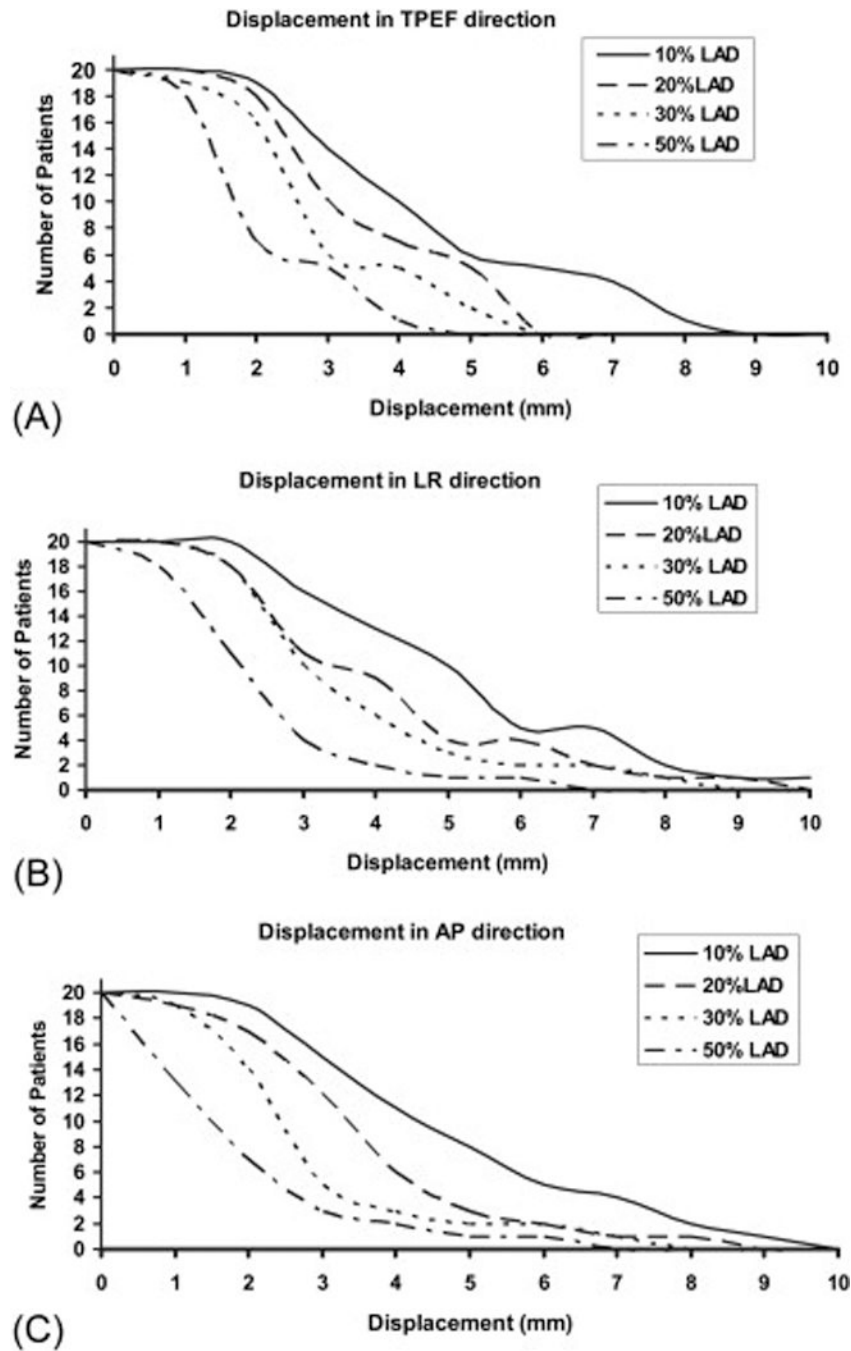 Displacement in TPEF direction
10% LAD
20%LAD
30% LAD
50% LAD
20
18
16
14
12
10
8
6
4
2
0
Number of Patients
0 1 2 3 4 5 6 7 8 9 10
Displacement (mm)
(A)
Displacement in LR direction
10% LAD
20%LAD
30% LAD
50% LAD
20
18
16
14
12
10
8
6
4
2
0
Number of Patients
0 1 2 3 4 5 6 7 8 9 10
Displacement (mm)
(B)
Displacement in AP direction
10% LAD
20%LAD
30% LAD
50% LAD
20
18
16
14
12
10
8
6
4
2
0
Number of Patients
0 1 2 3 4 5 6 7 8 9 10
Displacement (mm)
(C)